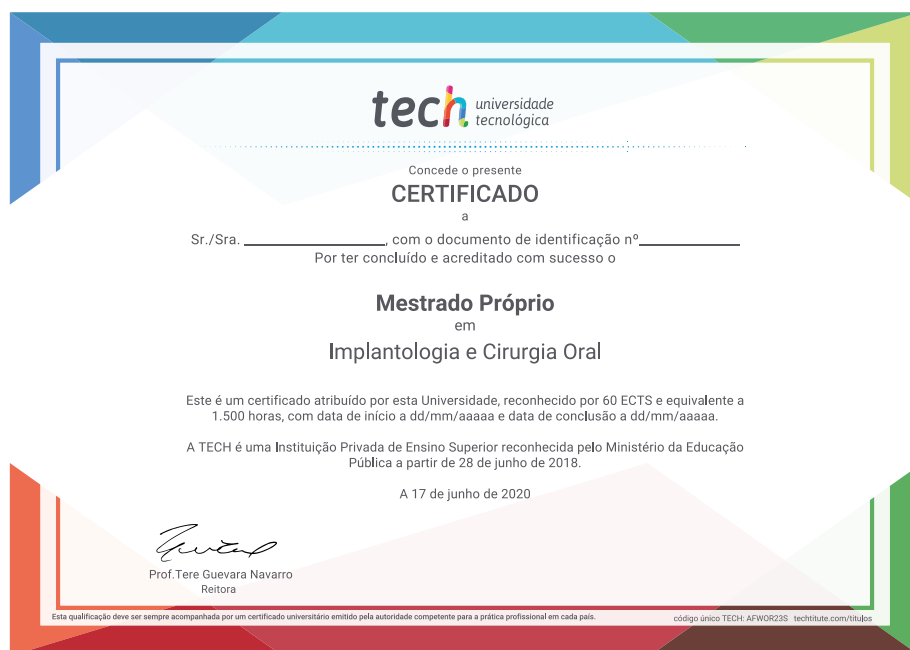 tech universidade
tecnológica
Concede o presente
CERTIFICADO
a
Sr./Sra. ____________________, com o documento de identificação nº______________
Por ter concluído e acreditado com sucesso o
Mestrado Próprio
em
Implantologia e Cirurgia Oral
Este é um certificado atribuído por esta Universidade, reconhecido por 60 ECTS e equivalente a
1.500 horas, com data de início a dd/mm/aaaaa e data de conclusão a dd/mm/aaaaa.
A TECH é uma Instituição Privada de Ensino Superior reconhecida pelo Ministério da Educação
Pública a partir de 28 de junho de 2018.
A 17 de junho de 2020
Prof.Tere Guevara Navarro
Reitora
Esta qualificação deve ser sempre acompanhada por um certificado universitário emitido pela autoridade competente para a prática profissional em cada país.
código único TECH: AFWOR23S techtitute.com/titulos